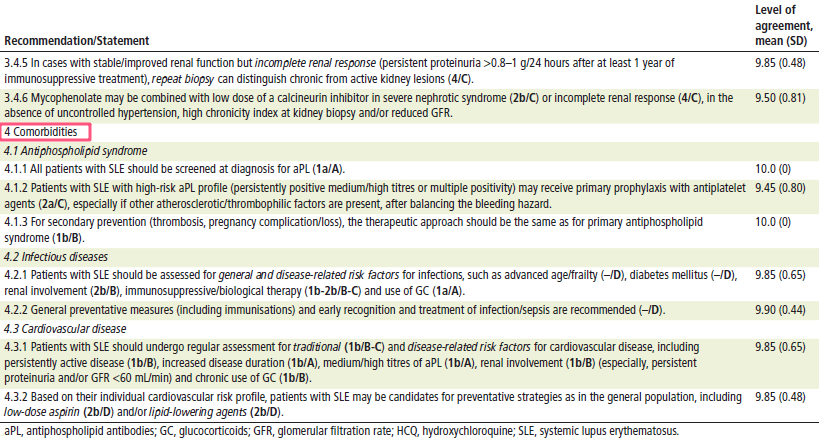 Recommendation/Statement
Level of
agreement,
mean (SD)
3.4.5 In cases with stable/improved renal function but incomplete renal response (persistent proteinuria >0.8–1 g/24 hours after at least 1 year of
immunosuppressive treatment), repeat biopsy can distinguish chronic from active kidney lesions (4/C).
9.85 (0.48)
3.4.6 Mycophenolate may be combined with low dose of a calcineurin inhibitor in severe nephrotic syndrome (2b/C) or incomplete renal response (4/C), in the
absence of uncontrolled hypertension, high chronicity index at kidney biopsy and/or reduced GFR.
9.50 (0.81)
4 Comorbidities
4.1 Antiphospholipid syndrome
4.1.1 All patients with SLE should be screened at diagnosis for aPL (1a/A).
10.0 (0)
4.1.2 Patients with SLE with high-risk aPL profile (persistently positive medium/high titres or multiple positivity) may receive primary prophylaxis with antiplatelet
agents (2a/C), especially if other atherosclerotic/thrombophilic factors are present, after balancing the bleeding hazard.
9.45 (0.80)
4.1.3 For secondary prevention (thrombosis, pregnancy complication/loss), the therapeutic approach should be the same as for primary antiphospholipid
syndrome (1b/B).
10.0 (0)
4.2 Infectious diseases
4.2.1 Patients with SLE should be assessed for general and disease-related risk factors for infections, such as advanced age/frailty (–/D), diabetes mellitus (–/D),
renal involvement (2b/B), immunosuppressive/biological therapy (1b-2b/B-C) and use of GC (1a/A).
9.85 (0.65)
4.2.2 General preventative measures (including immunisations) and early recognition and treatment of infection/sepsis are recommended (–/D).
9.90 (0.44)
4.3 Cardiovascular disease
4.3.1 Patients with SLE should undergo regular assessment for traditional (1b/B-C) and disease-related risk factors for cardiovascular disease, including
persistently active disease (1b/B), increased disease duration (1b/A), medium/high titres of aPL (1b/A), renal involvement (1b/B) (especially, persistent
proteinuria and/or GFR <60 mL/min) and chronic use of GC (1b/B).
9.85 (0.65)
4.3.2 Based on their individual cardiovascular risk profile, patients with SLE may be candidates for preventative strategies as in the general population, including
low-dose aspirin (2b/D) and/or lipid-lowering agents (2b/D).
9.85 (0.48)
aPL, antiphospholipid antibodies; GC, glucocorticoids; GFR, glomerular filtration rate; HCQ, hydroxychloroquine; SLE, systemic lupus erythematosus.